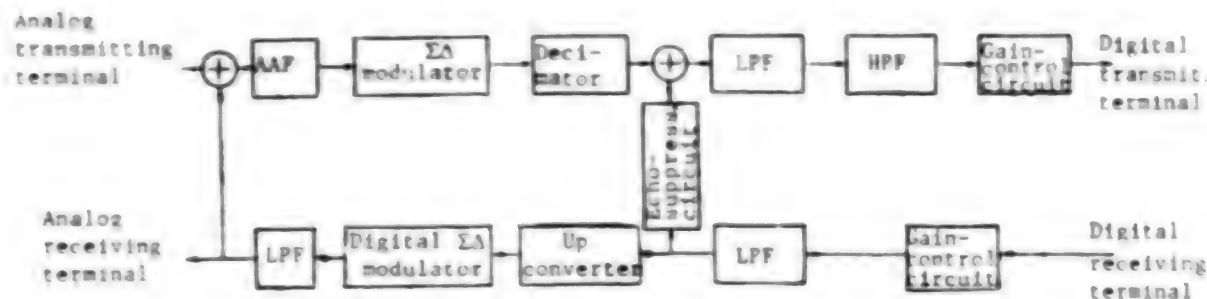 Analog
transmitting
terminal
AAF
ΣΔ
modulator
Deci-
mator
LPF
HPF
Gain-
control
circuit
Digital
transmit.
terminal
Echo-
suppress
circuit
Analog
receiving
terminal
LPF
Digital ΣΔ
modulator
Up
converter
LPF
Gain-
control
circuit
Digital
receiving
terminal